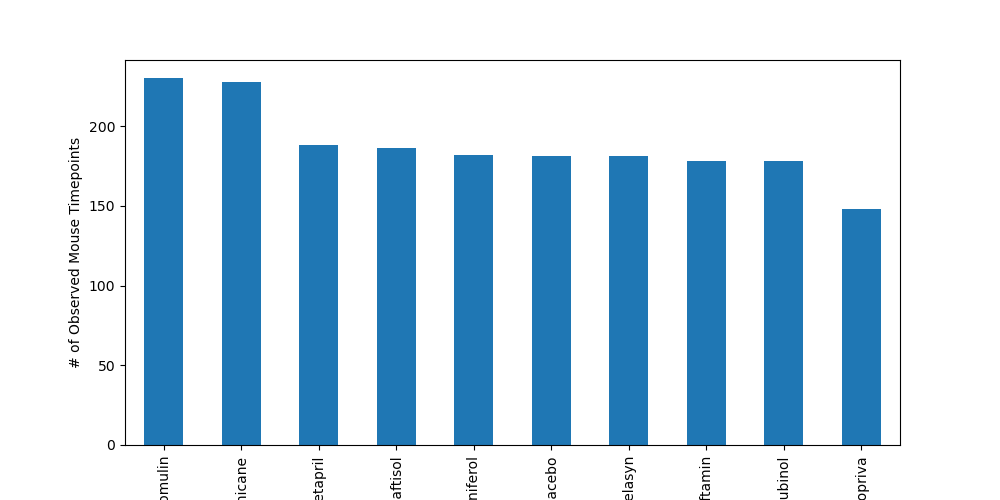 # of Observed Mouse Timepoints
200
150
100
50
0
omulin
nicane
etapril
aftisol
niferol
acebo
elasyn
ftamin
ubinol
opriva